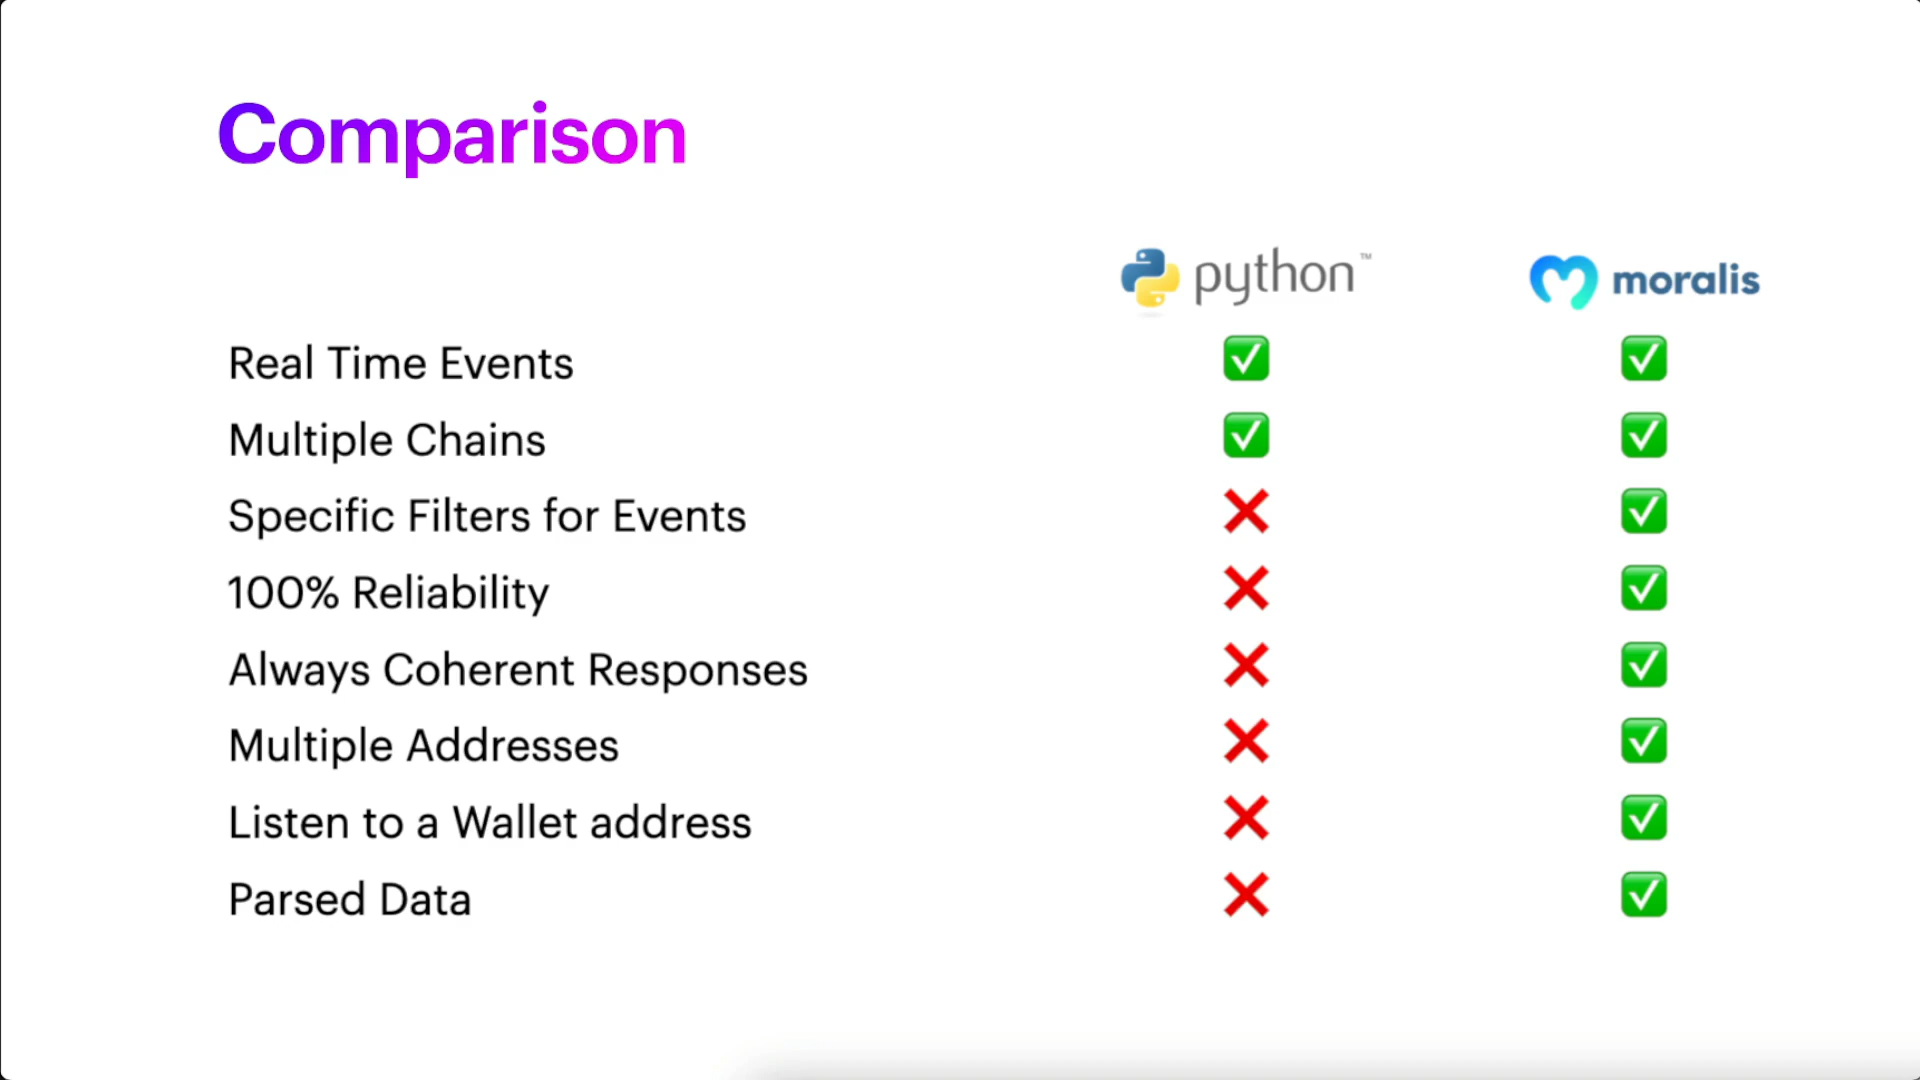 Comparison
python™ moralis
Real Time Events ✅ ✅
Multiple Chains ✅ ✅
Specific Filters for Events ❌ ✅
100% Reliability ❌ ✅
Always Coherent Responses ❌ ✅
Multiple Addresses ❌ ✅
Listen to a Wallet address ❌ ✅
Parsed Data ❌ ✅